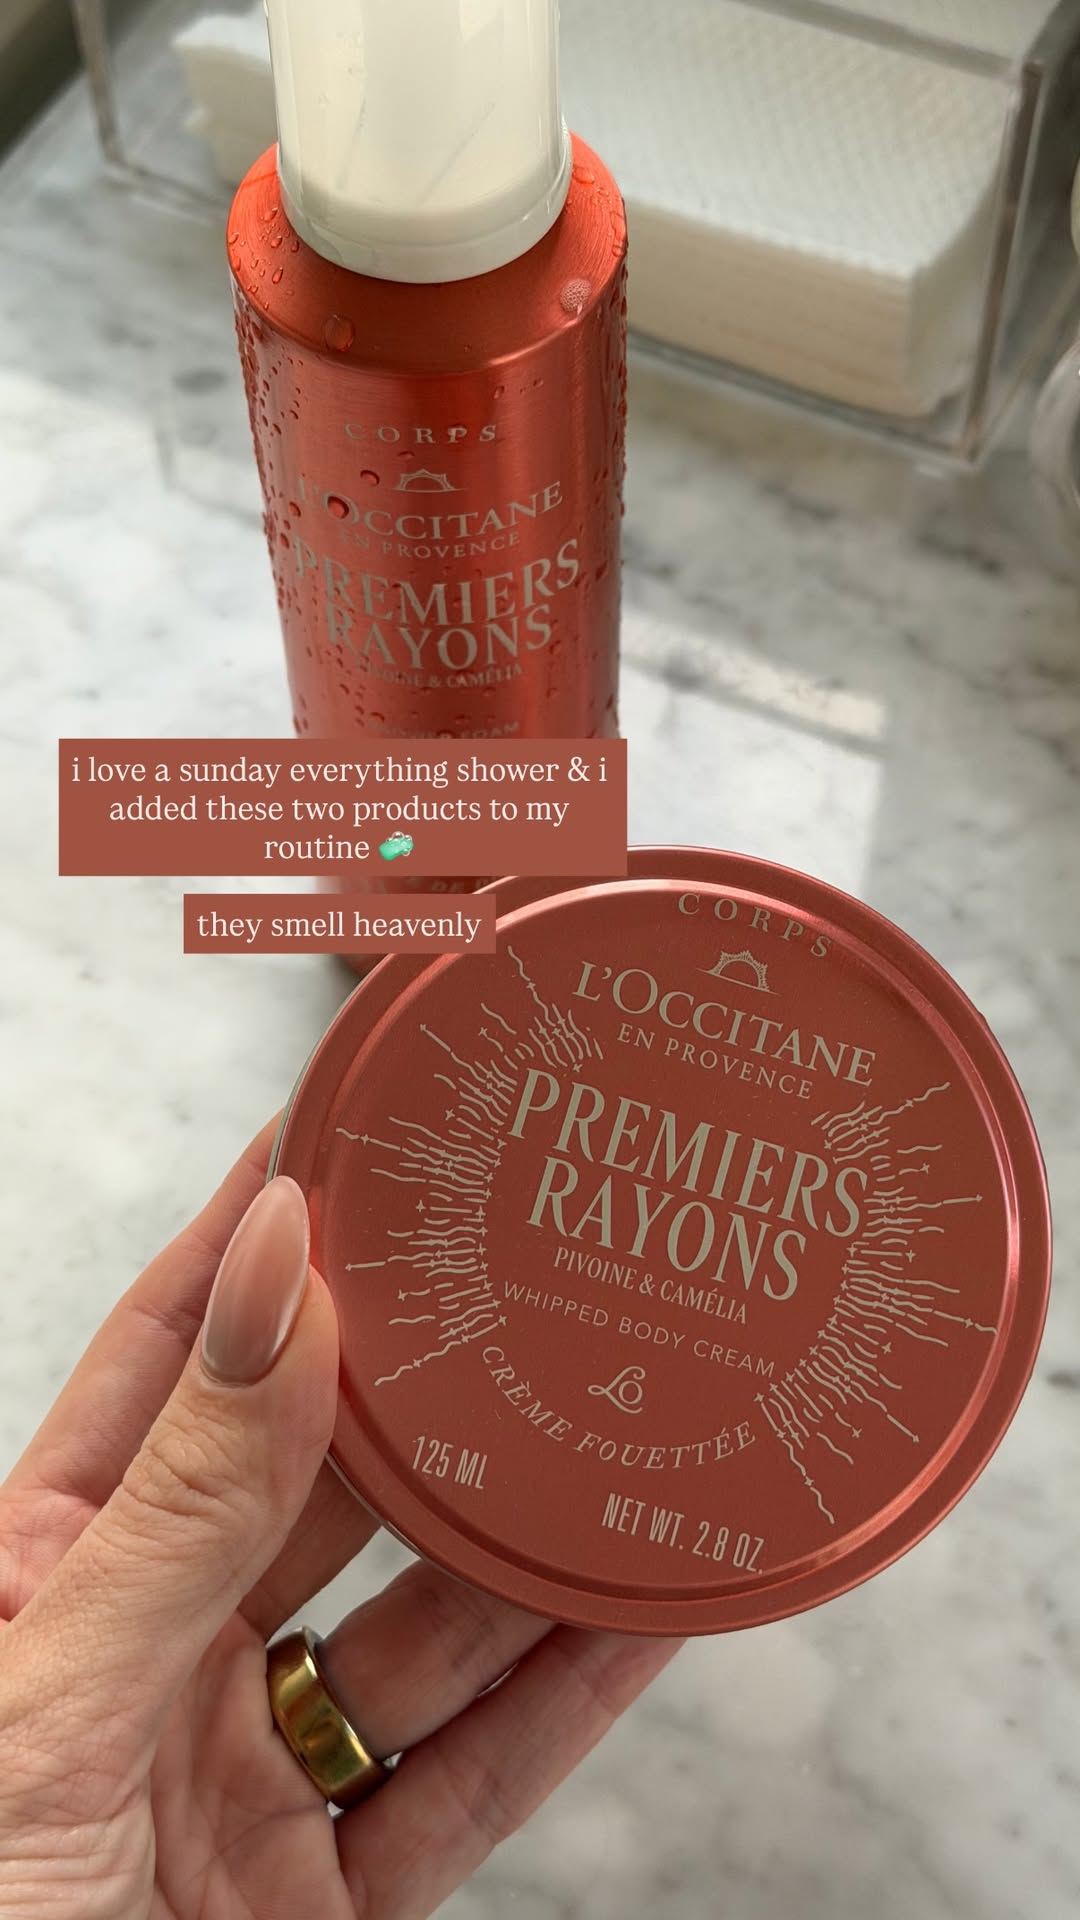 CORPS
L'OCCITANE
EN PROVENCE
PREMIERS
RAYONS
PIVOINE & CAMÉLIA
SHOWER FOAM
i love a sunday everything shower & i
added these two products to my
routine 🧼
they smell heavenly
CORPS
L'OCCITANE
EN PROVENCE
PREMIERS
RAYONS
PIVOINE & CAMÉLIA
WHIPPED BODY CREAM
LO
CRÈME FOUETTÉE
125 ML
NET WT. 2.8 OZ.